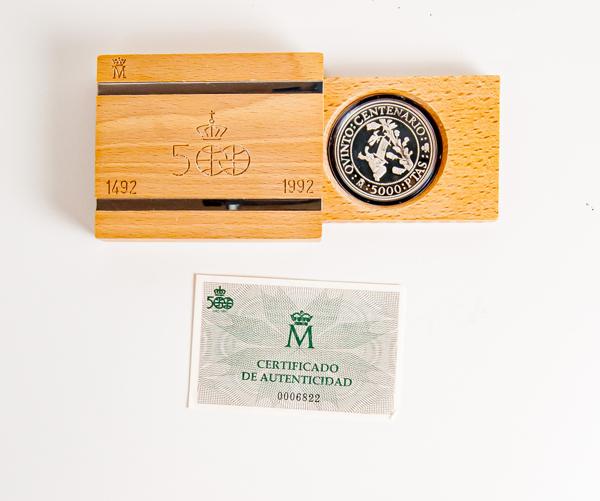 M
500
1492 1992
QVINTO·CENTENARIO·
M·5000·PTAS·
500
M
CERTIFICADO
DE AUTENTICIDAD
0006822